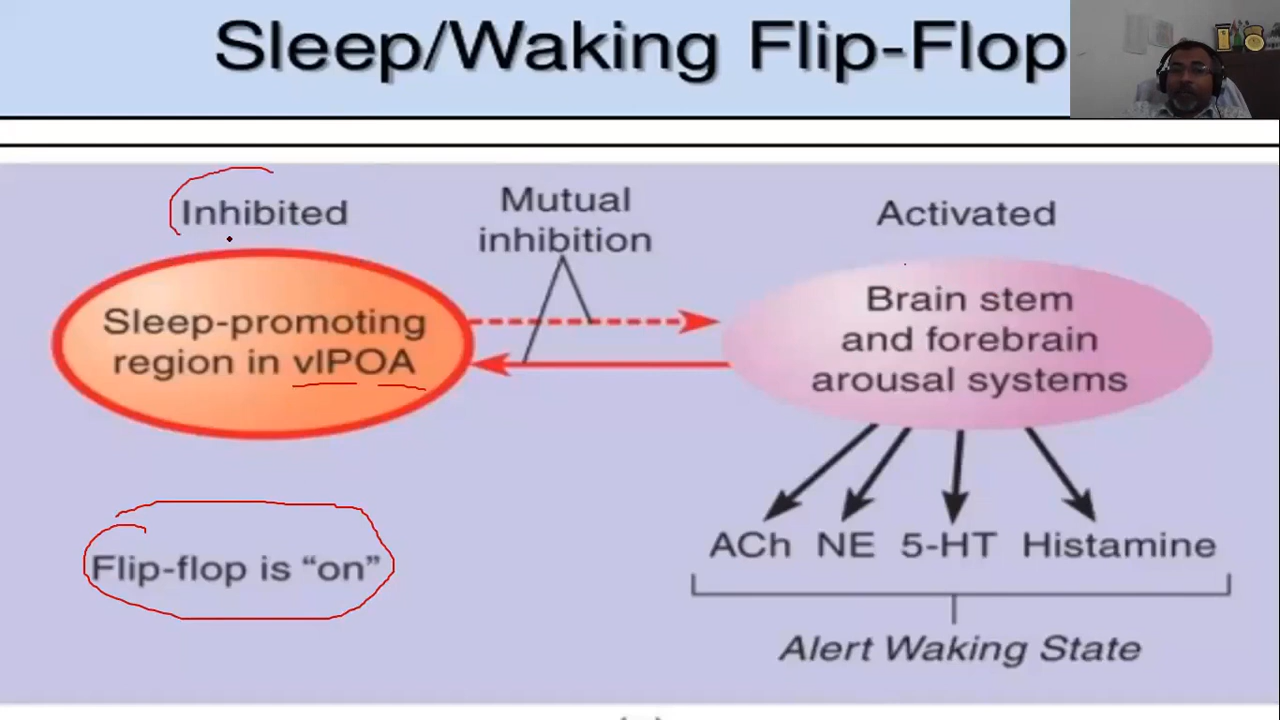 Sleep/Waking Flip-Flop
Inhibited
Mutual
inhibition
Activated
Sleep-promoting
region in vlPOA
Brain stem
and forebrain
arousal systems
ACh NE 5-HT Histamine
Flip-flop is “on”
Alert Waking State